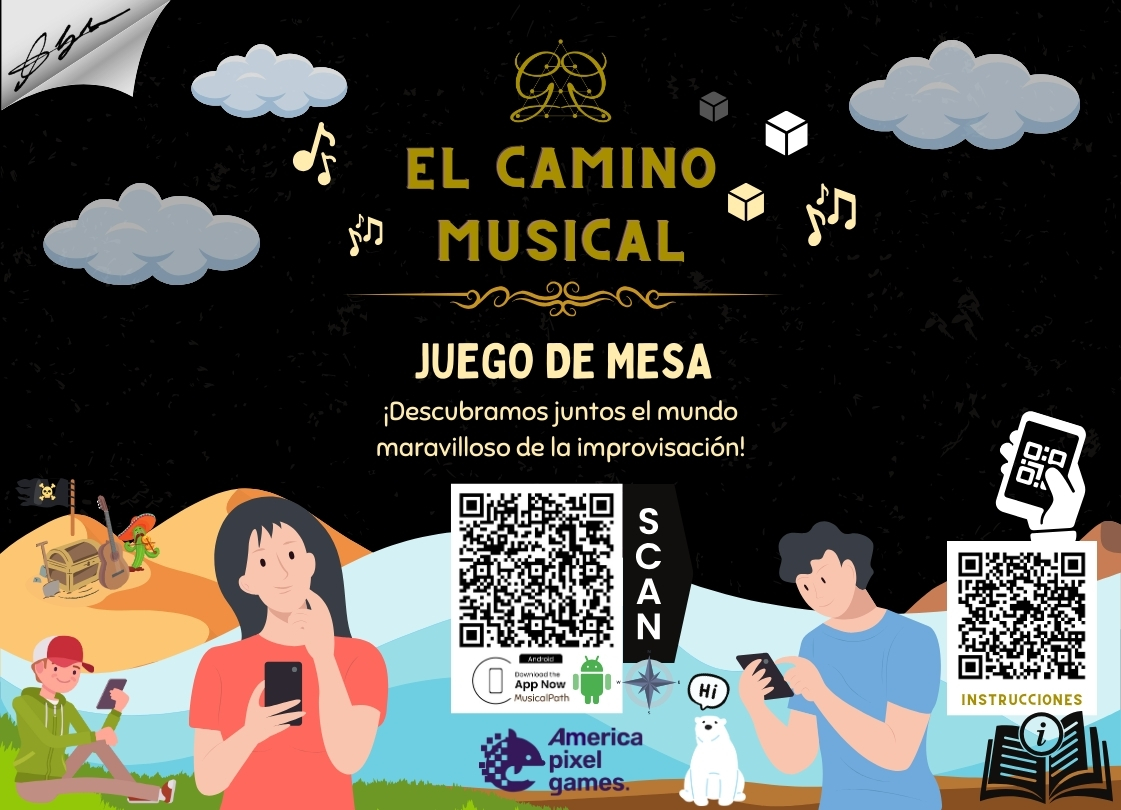 EL CAMINO
MUSICAL
JUEGO DE MESA
¡Descubramos juntos el mundo
maravilloso de la improvisación!
SCAN
Android
Download the
App Now
MusicalPath
W
E
Hi
INSTRUCCIONES
i
America
pixel
games.